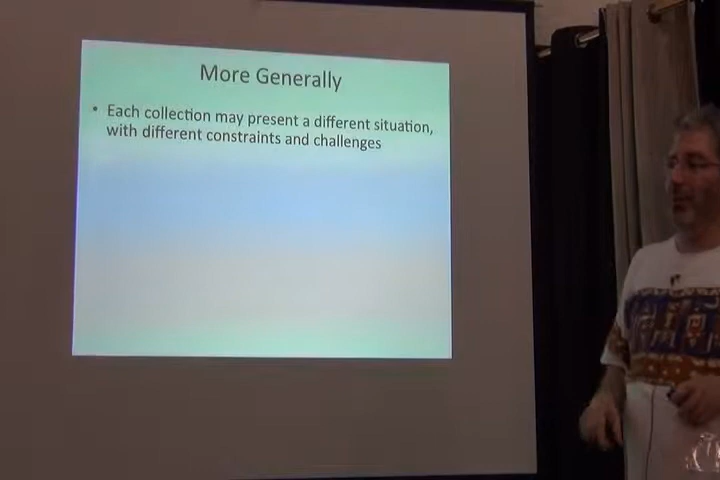 More Generally
• Each collection may present a different situation,
with different constraints and challenges